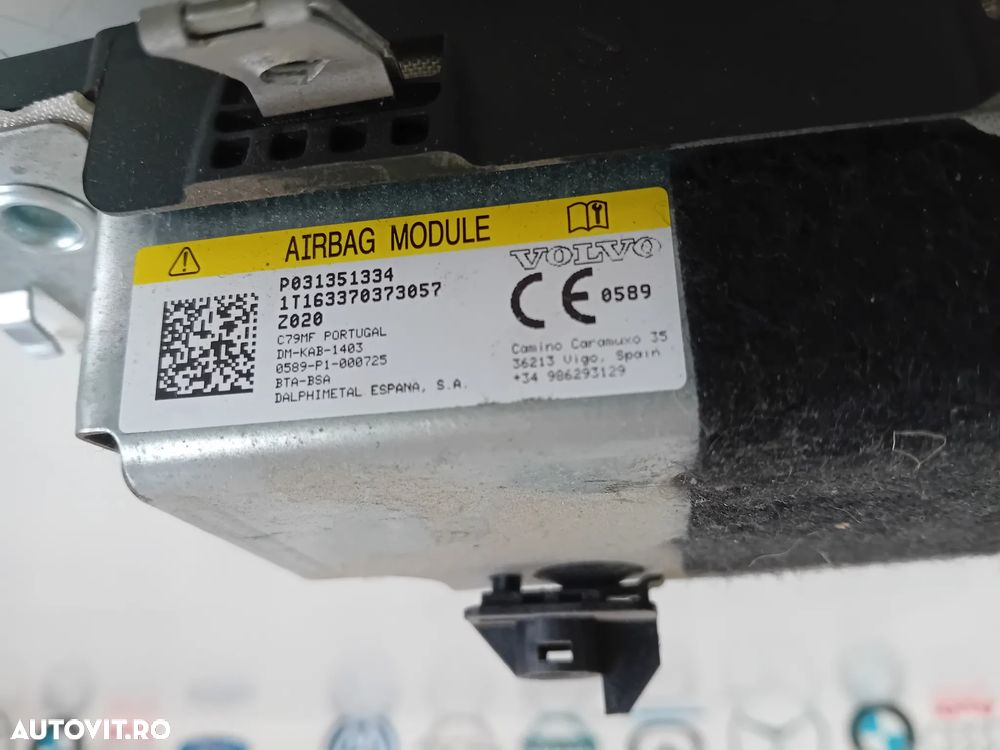 AIRBAG MODULE
P031351334
1T163370373057
Z020
C79MF PORTUGAL
DM-KAB-1403
0589-P1-000725
BTA-BSA
DALPHIMETAL ESPANA, S.A.
VOLVO
CE 0589
Camino Caramuxo 35
36213 Vigo, Spain
+34 986293129
AUTOVIT.RO